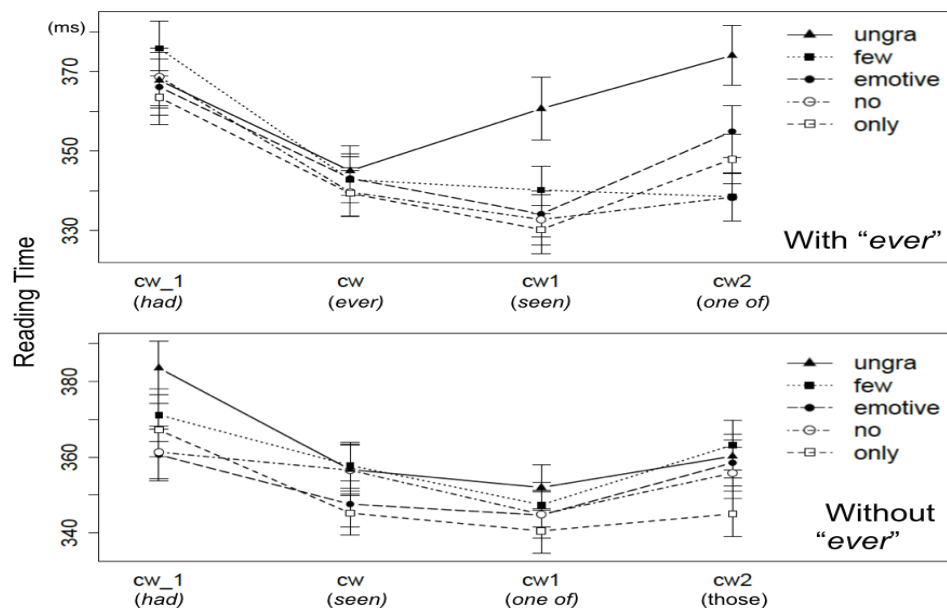 (ms)
370
350
330
ungra
few
emotive
no
only
With "ever"
cw_1 cw cw1 cw2
(had) (ever) (seen) (one of)
Reading Time
380
360
340
ungra
few
emotive
no
only
Without
"ever"
cw_1 cw cw1 cw2
(had) (seen) (one of) (those)